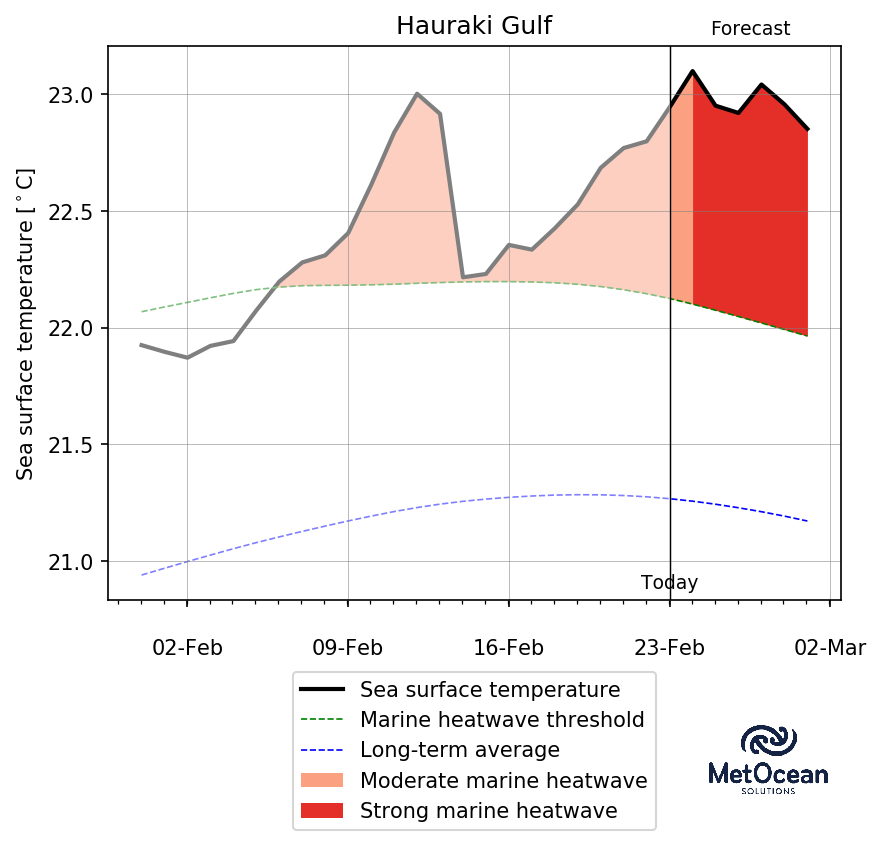 Hauraki Gulf
Forecast
Sea surface temperature [°C]
23.0
22.5
22.0
21.5
21.0
Today
02-Feb 09-Feb 16-Feb 23-Feb 02-Mar
Sea surface temperature
Marine heatwave threshold
Long-term average
Moderate marine heatwave
Strong marine heatwave
MetOcean
SOLUTIONS